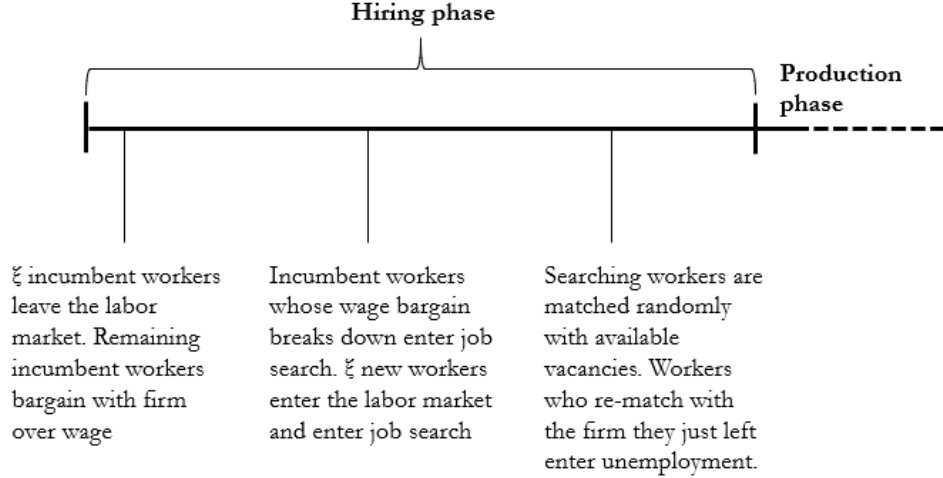 Hiring phase
Production
phase
ξ incumbent workers
leave the labor
market. Remaining
incumbent workers
bargain with firm
over wage
Incumbent workers
whose wage bargain
breaks down enter job
search. ξ new workers
enter the labor market
and enter job search
Searching workers are
matched randomly
with available
vacancies. Workers
who re-match with
the firm they just left
enter unemployment.